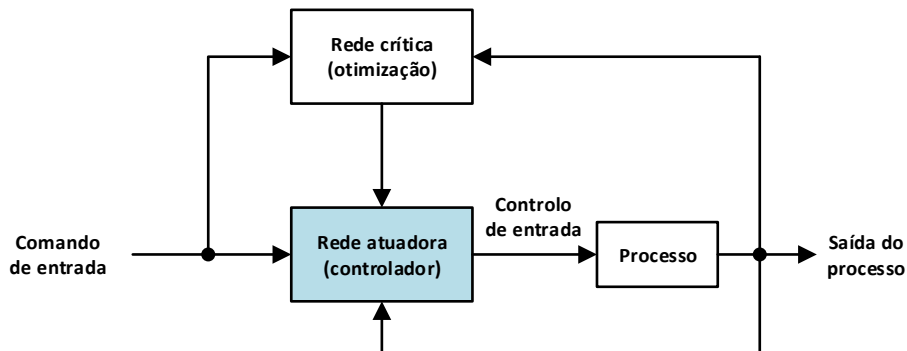 Rede crítica
(otimização)
Comando
de entrada
Rede atuadora
(controlador)
Controlo
de entrada
Processo
Saída do
processo